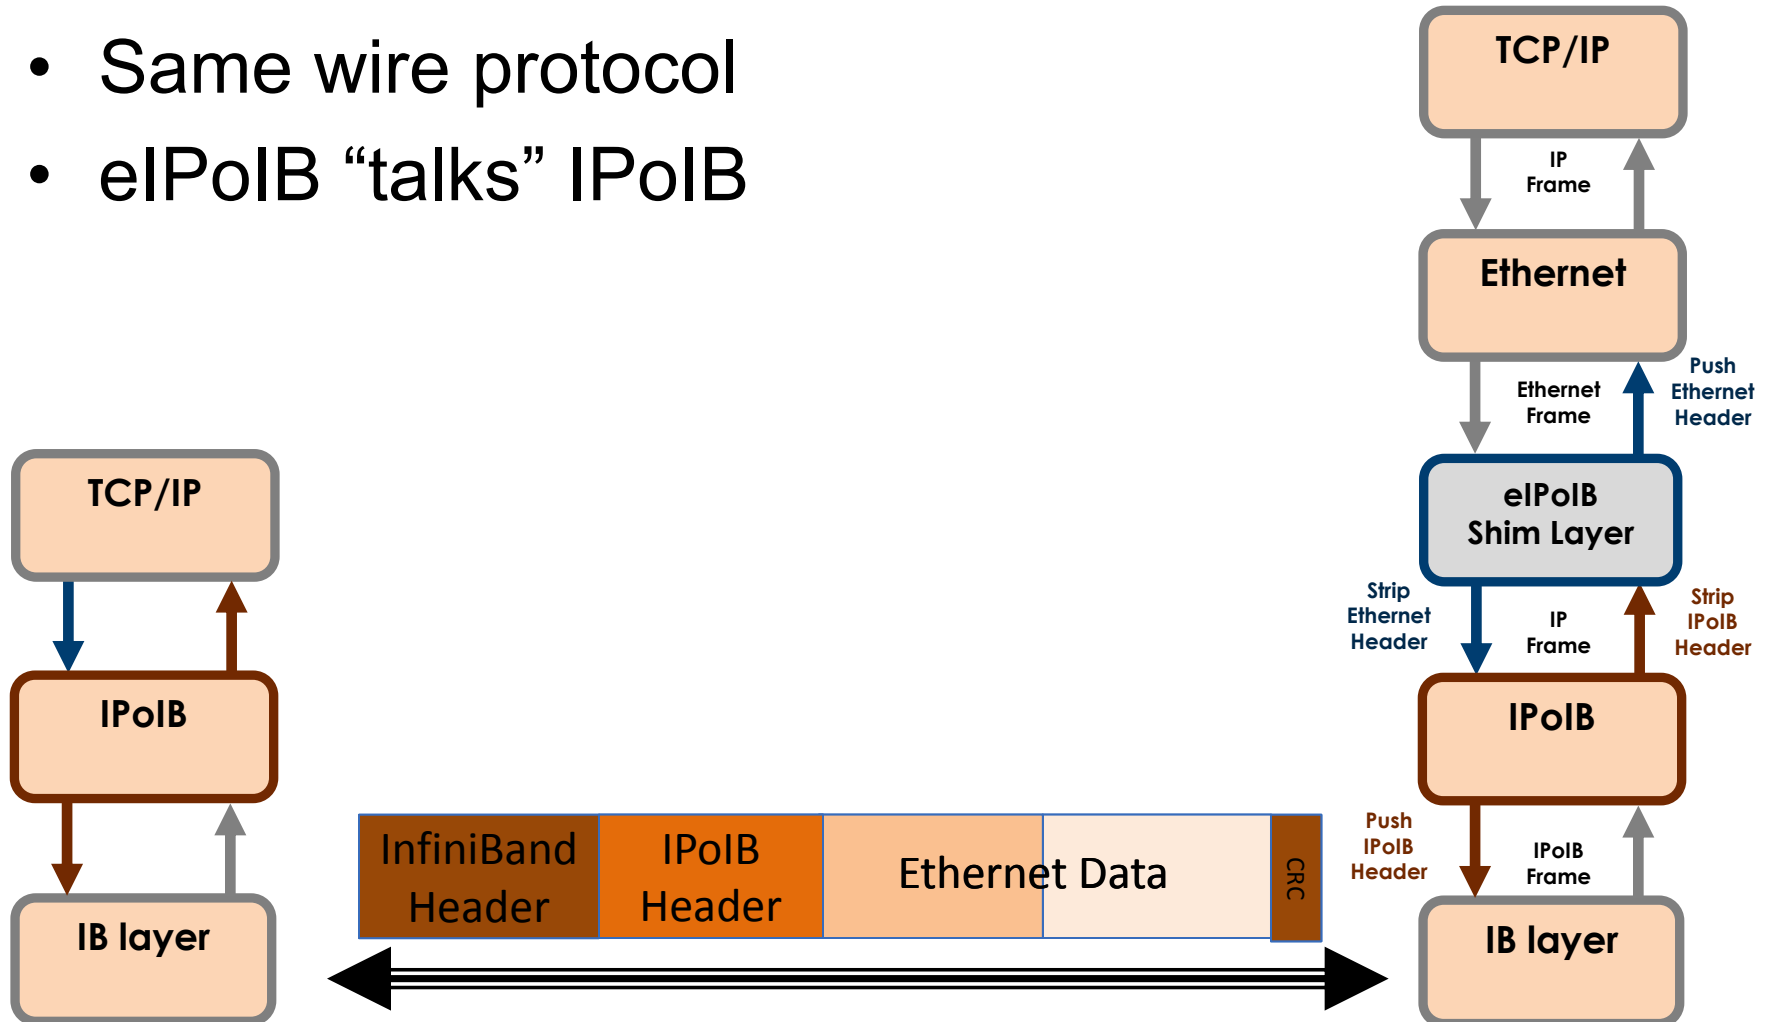 • Same wire protocol
• eIPoIB “talks” IPoIB
TCP/IP
IPoIB
IB layer
InfiniBand
Header
IPoIB
Header
Ethernet Data
CRC
TCP/IP
IP
Frame
Ethernet
Ethernet
Frame
Push
Ethernet
Header
eIPoIB
Shim Layer
Strip
Ethernet
Header
IP
Frame
Strip
IPoIB
Header
IPoIB
Push
IPoIB
Header
IPoIB
Frame
IB layer